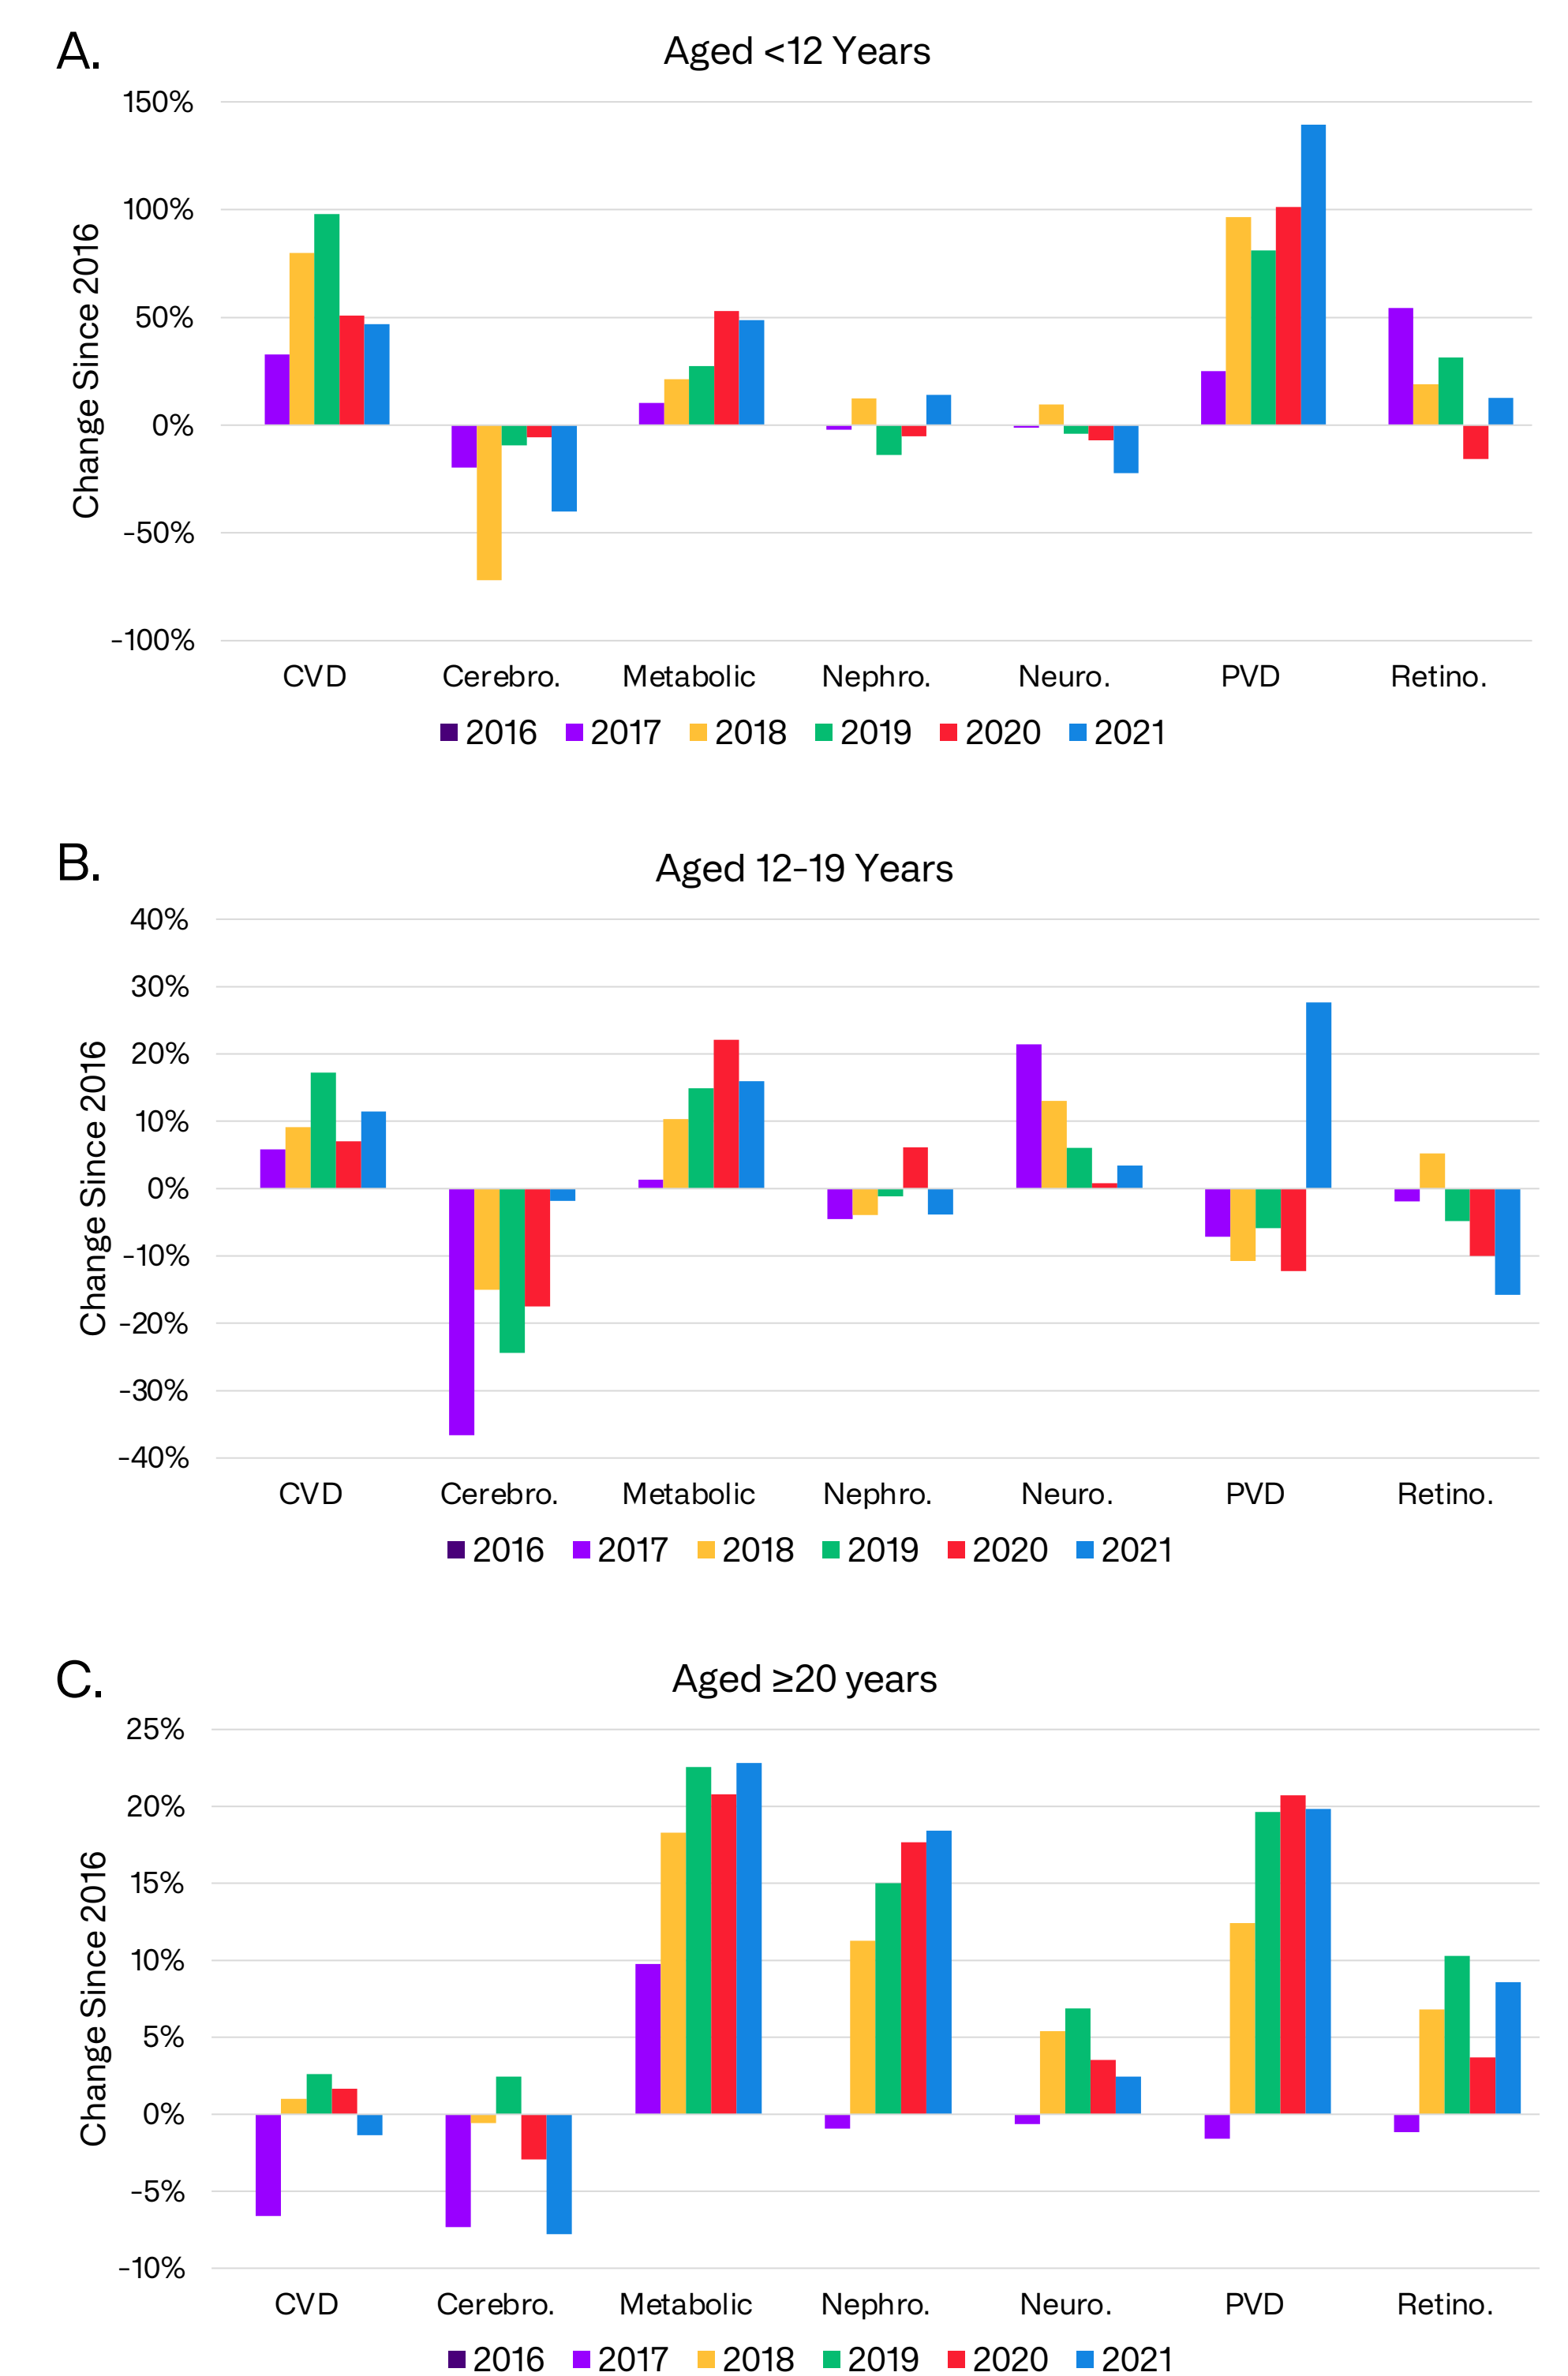 A.
Aged <12 Years
Change Since 2016
150%
100%
50%
0%
-50%
-100%
CVD Cerebro. Metabolic Nephro. Neuro. PVD Retino.
2016 2017 2018 2019 2020 2021
B.
Aged 12-19 Years
Change Since 2016
40%
30%
20%
10%
0%
-10%
-20%
-30%
-40%
CVD Cerebro. Metabolic Nephro. Neuro. PVD Retino.
2016 2017 2018 2019 2020 2021
C.
Aged ≥20 years
Change Since 2016
25%
20%
15%
10%
5%
0%
-5%
-10%
CVD Cerebro. Metabolic Nephro. Neuro. PVD Retino.
2016 2017 2018 2019 2020 2021